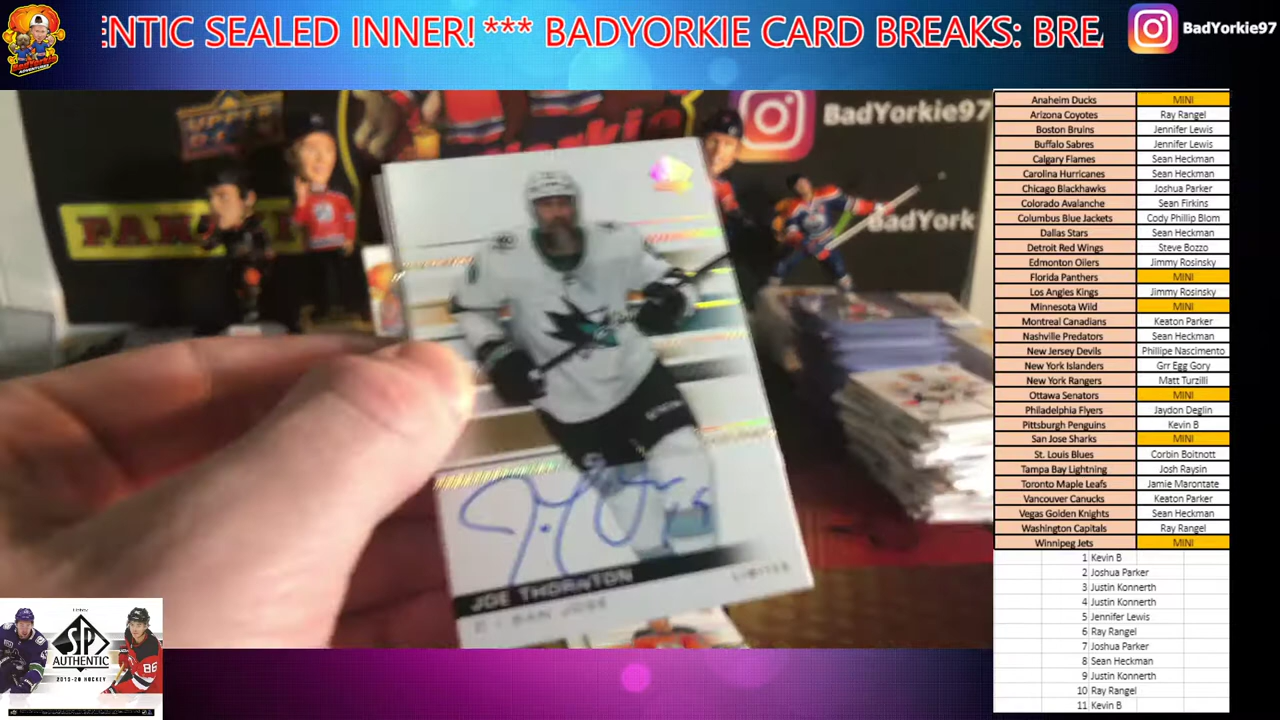 ENTIC SEALED INNER! *** BADYORKIE CARD BREAKS: BRE
BadYorkie97
BadYorkie97
BadYork
UPPER
PANINI
JOE THORNTON
SAN JOSE
LIMITED
SP
AUTHENTIC
2019-20 HOCKEY
Anaheim Ducks MINI
Arizona Coyotes Ray Rangel
Boston Bruins Jennifer Lewis
Buffalo Sabres Jennifer Lewis
Calgary Flames Sean Heckman
Carolina Hurricanes Sean Heckman
Chicago Blackhawks Joshua Parker
Colorado Avalanche Sean Firkins
Columbus Blue Jackets Cody Phillip Blom
Dallas Stars Sean Heckman
Detroit Red Wings Steve Bozzo
Edmonton Oilers Jimmy Rosinsky
Florida Panthers MINI
Los Angles Kings Jimmy Rosinsky
Minnesota Wild MINI
Montreal Canadians Keaton Parker
Nashville Predators Sean Heckman
New Jersey Devils Phillipe Nascimento
New York Islanders Grr Egg Gory
New York Rangers Matt Turzilli
Ottawa Senators MINI
Philadelphia Flyers Jaydon Deglin
Pittsburgh Penguins Kevin B
San Jose Sharks MINI
St. Louis Blues Corbin Boitnott
Tampa Bay Lightning Josh Raysin
Toronto Maple Leafs Jamie Marontate
Vancouver Canucks Keaton Parker
Vegas Golden Knights Sean Heckman
Washington Capitals Ray Rangel
Winnipeg Jets MINI
1 Kevin B
2 Joshua Parker
3 Justin Konnerth
4 Justin Konnerth
5 Jennifer Lewis
6 Ray Rangel
7 Joshua Parker
8 Sean Heckman
9 Justin Konnerth
10 Ray Rangel
11 Kevin B